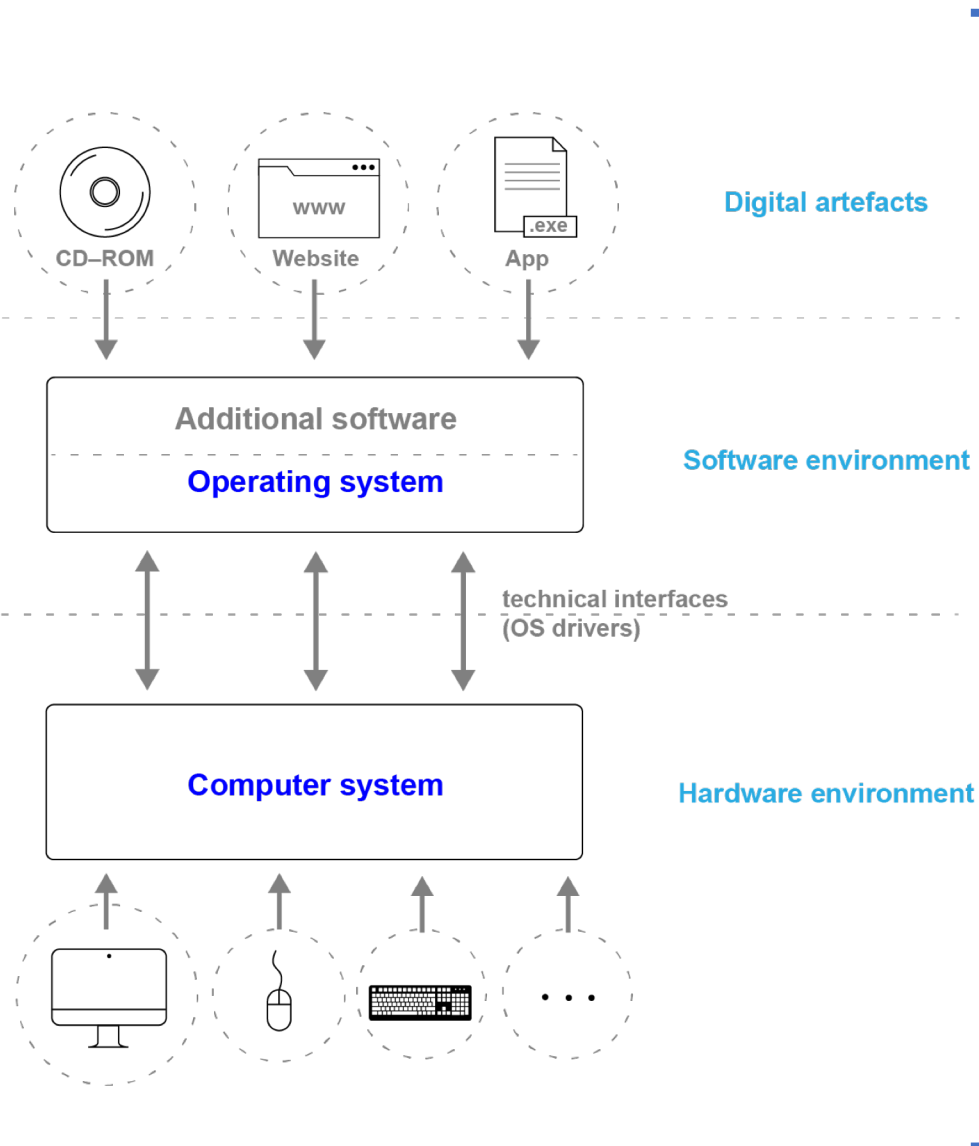 www
.exe
CD–ROM
Website
App
Digital artefacts
Additional software
Operating system
Software environment
technical interfaces
(OS drivers)
Computer system
Hardware environment